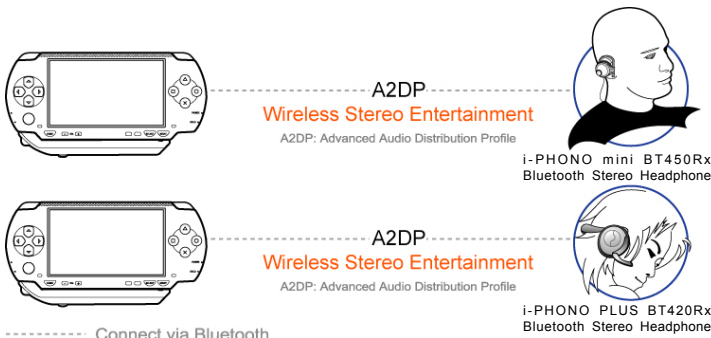 A2DP
Wireless Stereo Entertainment
A2DP: Advanced Audio Distribution Profile
i-PHONO mini BT450Rx
Bluetooth Stereo Headphone
A2DP
Wireless Stereo Entertainment
A2DP: Advanced Audio Distribution Profile
i-PHONO PLUS BT420Rx
Bluetooth Stereo Headphone
Connect via Bluetooth